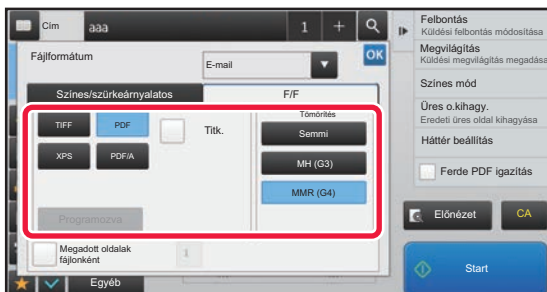 Cím
aaa
1
+
Fájlformátum
E-mail
OK
Színes/szürkeárnyalatos
F/F
TIFF
PDF
Titk.
XPS
PDF/A
Programozva
Tömörítés
Semmi
MH (G3)
MMR (G4)
Megadott oldalak
fájlonként
1
Egyéb
Felbontás
Küldési felbontás módosítása
Megvilágítás
Küldési megvilágítás megadása
Színes mód
Üres o.kihagy.
Eredeti üres oldal kihagyása
Háttér beállítás
Ferde PDF igazítás
Előnézet
CA
Start